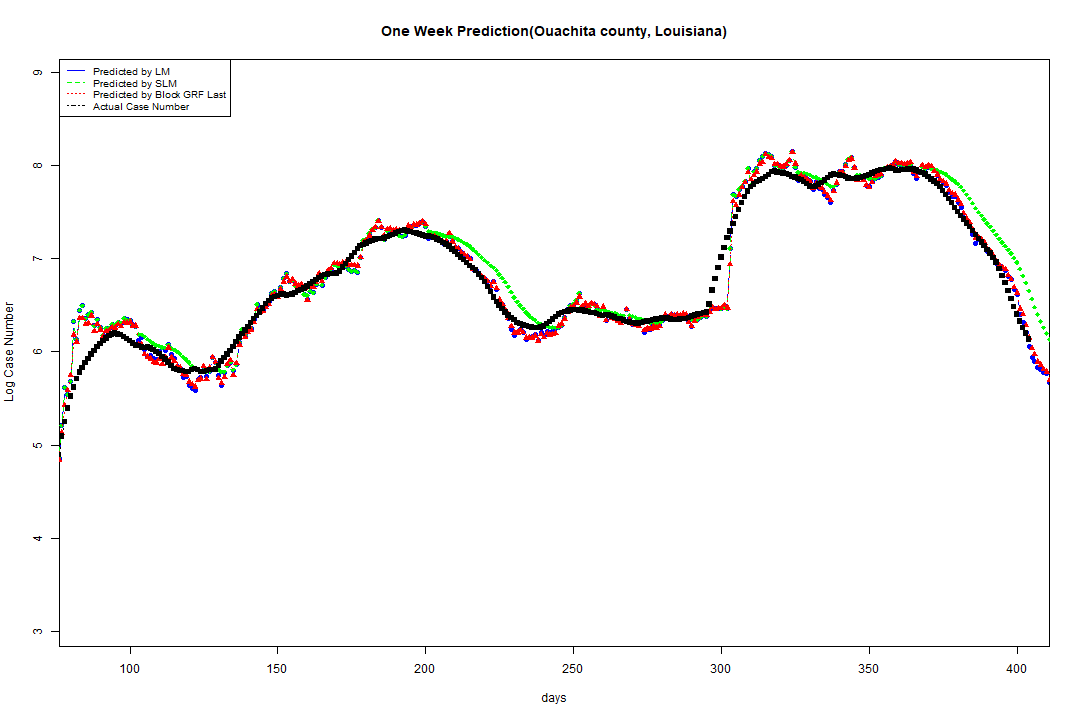 One Week Prediction(Ouachita county, Louisiana)
Predicted by LM
Predicted by SLM
Predicted by Block GRF Last
Actual Case Number
9
8
7
6
5
4
3
Log Case Number
100 150 200 250 300 350 400
days